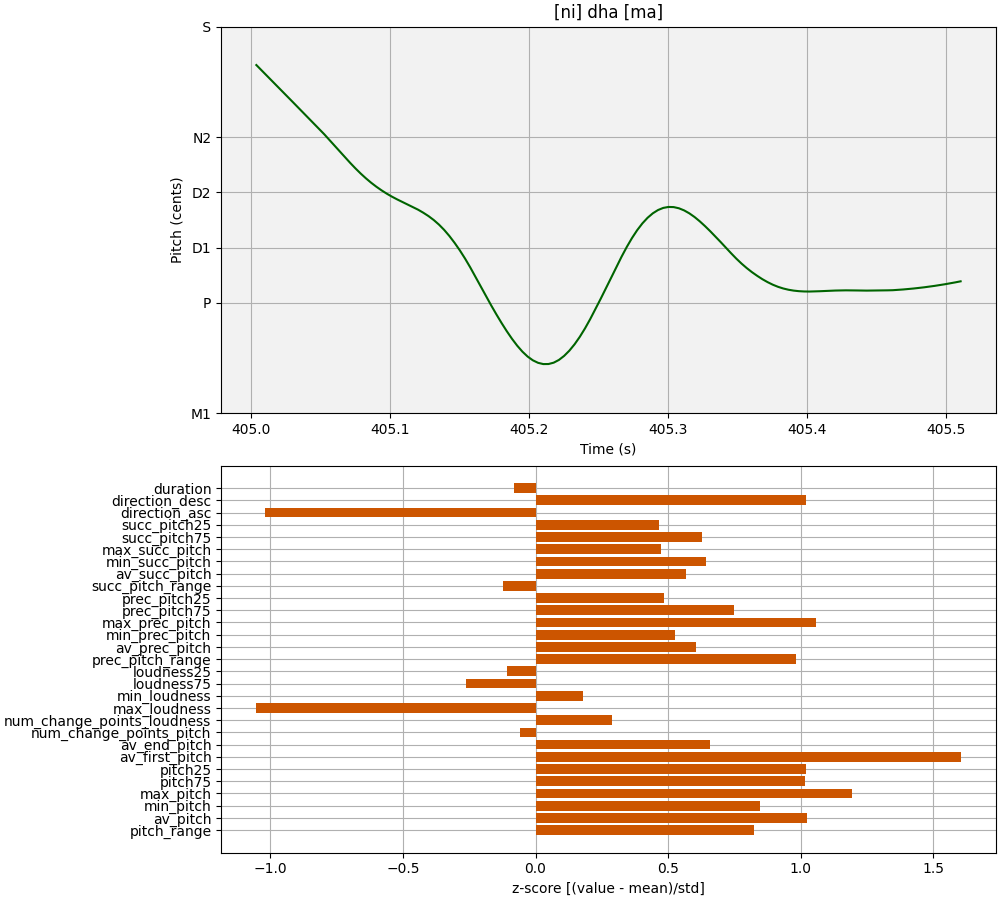 [ni] dha [ma]
S
N2
D2
D1
P
M1
Pitch (cents)
405.0 405.1 405.2 405.3 405.4 405.5
Time (s)
duration
direction_desc
direction_asc
succ_pitch25
succ_pitch75
max_succ_pitch
min_succ_pitch
av_succ_pitch
succ_pitch_range
prec_pitch25
prec_pitch75
max_prec_pitch
min_prec_pitch
av_prec_pitch
prec_pitch_range
loudness25
loudness75
min_loudness
max_loudness
num_change_points_loudness
num_change_points_pitch
av_end_pitch
av_first_pitch
pitch25
pitch75
max_pitch
min_pitch
av_pitch
pitch_range
−1.0 −0.5 0.0 0.5 1.0 1.5
z-score [(value - mean)/std]